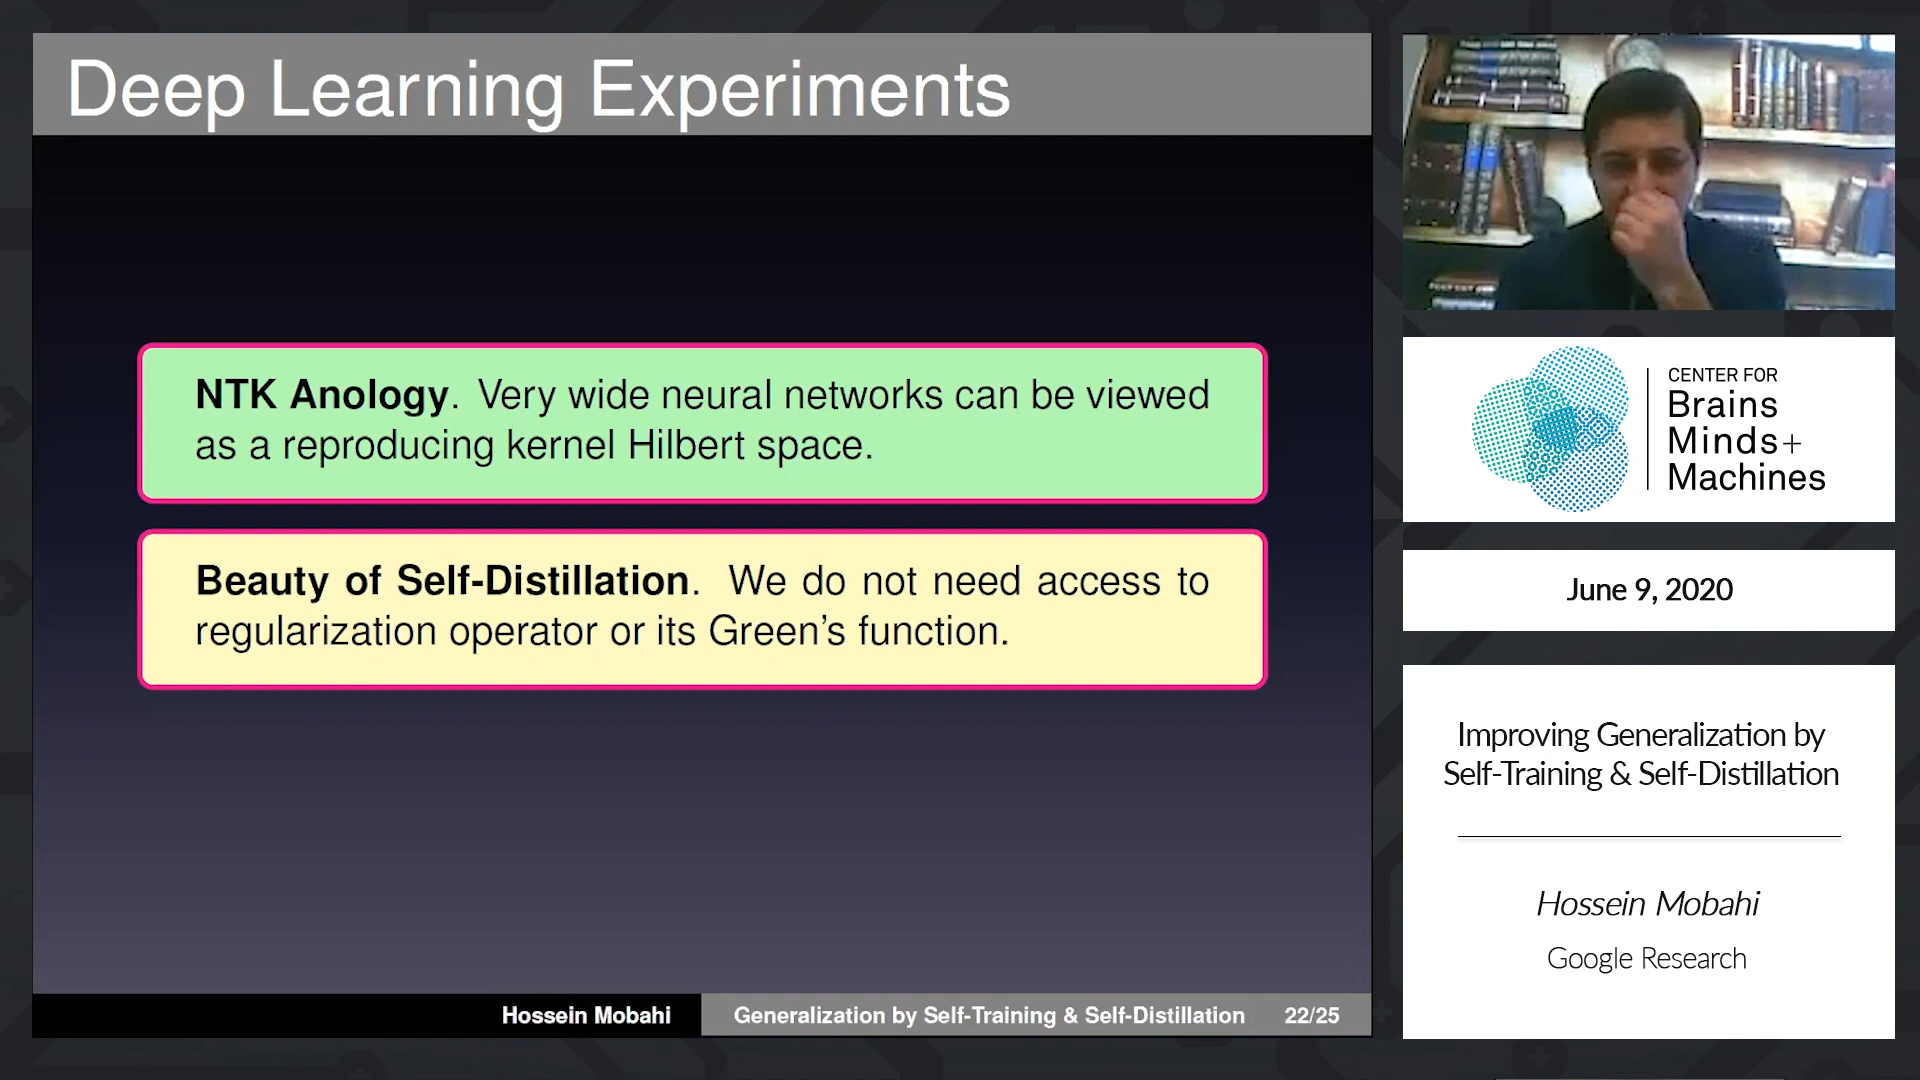 Deep Learning Experiments
NTK Anology. Very wide neural networks can be viewed
as a reproducing kernel Hilbert space.
Beauty of Self-Distillation. We do not need access to
regularization operator or its Green's function.
Hossein Mobahi
Generalization by Self-Training & Self-Distillation 22/25
CENTER FOR
Brains
Minds+
Machines
June 9, 2020
Improving Generalization by
Self-Training & Self-Distillation
Hossein Mobahi
Google Research